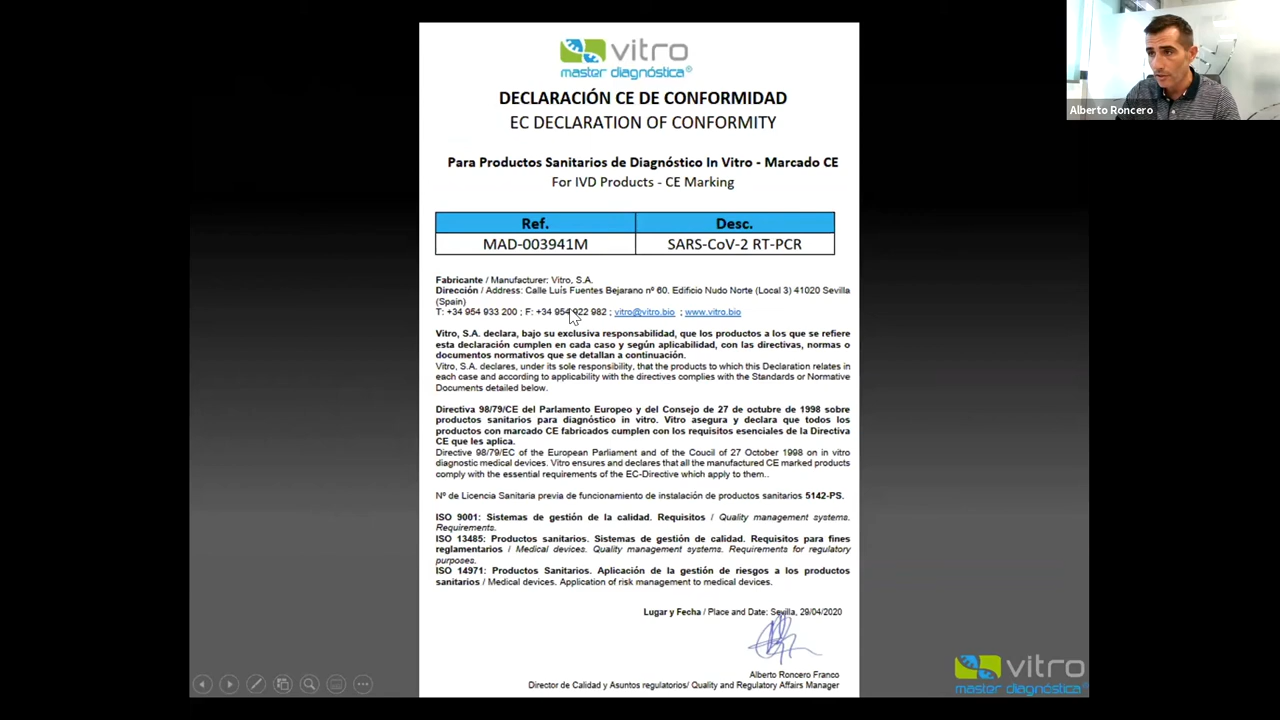 vitro
master diagnóstica®
DECLARACIÓN CE DE CONFORMIDAD
EC DECLARATION OF CONFORMITY
Para Productos Sanitarios de Diagnóstico In Vitro - Marcado CE
For IVD Products - CE Marking
Ref. Desc.
MAD-003941M SARS-CoV-2 RT-PCR
Fabricante / Manufacturer: Vitro, S.A.
Dirección / Address: Calle Luís Fuentes Bejarano nº 60. Edificio Nudo Norte (Local 3) 41020 Sevilla
(Spain)
T: +34 954 933 200 ; F: +34 954 922 982 ; vitro@vitro.bio ; www.vitro.bio
Vitro, S.A. declara, bajo su exclusiva responsabilidad, que los productos a los que se refiere
esta declaración cumplen en cada caso y según aplicabilidad, con las directivas, normas o
documentos normativos que se detallan a continuación.
Vitro, S.A. declares, under its sole responsibility, that the products to which this Declaration relates in
each case and according to applicability with the directives complies with the Standards or Normative
Documents detailed below.
Directiva 98/79/CE del Parlamento Europeo y del Consejo de 27 de octubre de 1998 sobre
productos sanitarios para diagnóstico in vitro. Vitro asegura y declara que todos los
productos con marcado CE fabricados cumplen con los requisitos esenciales de la Directiva
CE que les aplica.
Directive 98/79/EC of the European Parliament and of the Coucil of 27 October 1998 on in vitro
diagnostic medical devices. Vitro ensures and declares that all the manufactured CE marked products
comply with the essential requirements of the EC-Directive which apply to them..
Nº de Licencia Sanitaria previa de funcionamiento de instalación de productos sanitarios 5142-PS.
ISO 9001: Sistemas de gestión de la calidad. Requisitos / Quality management systems.
Requirements.
ISO 13485: Productos sanitarios. Sistemas de gestión de calidad. Requisitos para fines
reglamentarios / Medical devices. Quality management systems. Requirements for regulatory
purposes.
ISO 14971: Productos Sanitarios. Aplicación de la gestión de riesgos a los productos
sanitarios / Medical devices. Application of risk management to medical devices.
Lugar y Fecha / Place and Date: Sevilla, 29/04/2020
Alberto Roncero Franco
Director de Calidad y Asuntos regulatorios/ Quality and Regulatory Affairs Manager
Alberto Roncero
vitro
master diagnóstica®